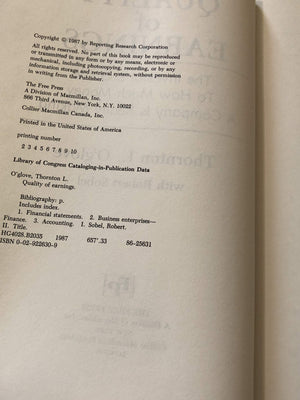 Copyright © 1987 by Reporting Research Corporation
All rights reserved. No part of this book may be reproduced
or transmitted in any form or by any means, electronic or
mechanical, including photocopying, recording, or by any
information storage and retrieval system, without permission
in writing from the Publisher.
The Free Press
A Division of Macmillan, Inc.
866 Third Avenue, New York, N.Y. 10022
Collier Macmillan Canada, Inc.
Printed in the United States of America
printing number
2 3 4 5 6 7 8 9 10
Library of Congress Cataloging-in-Publication Data
O'glove, Thornton L.
Quality of earnings.
Bibliography: p.
Includes index.
1. Financial statements. 2. Business enterprises—
Finance. 3. Accounting. I. Sobel, Robert.
II. Title.
HG4028.B2O35 1987 657'.33 86-25631
ISBN 0-02-922630-9